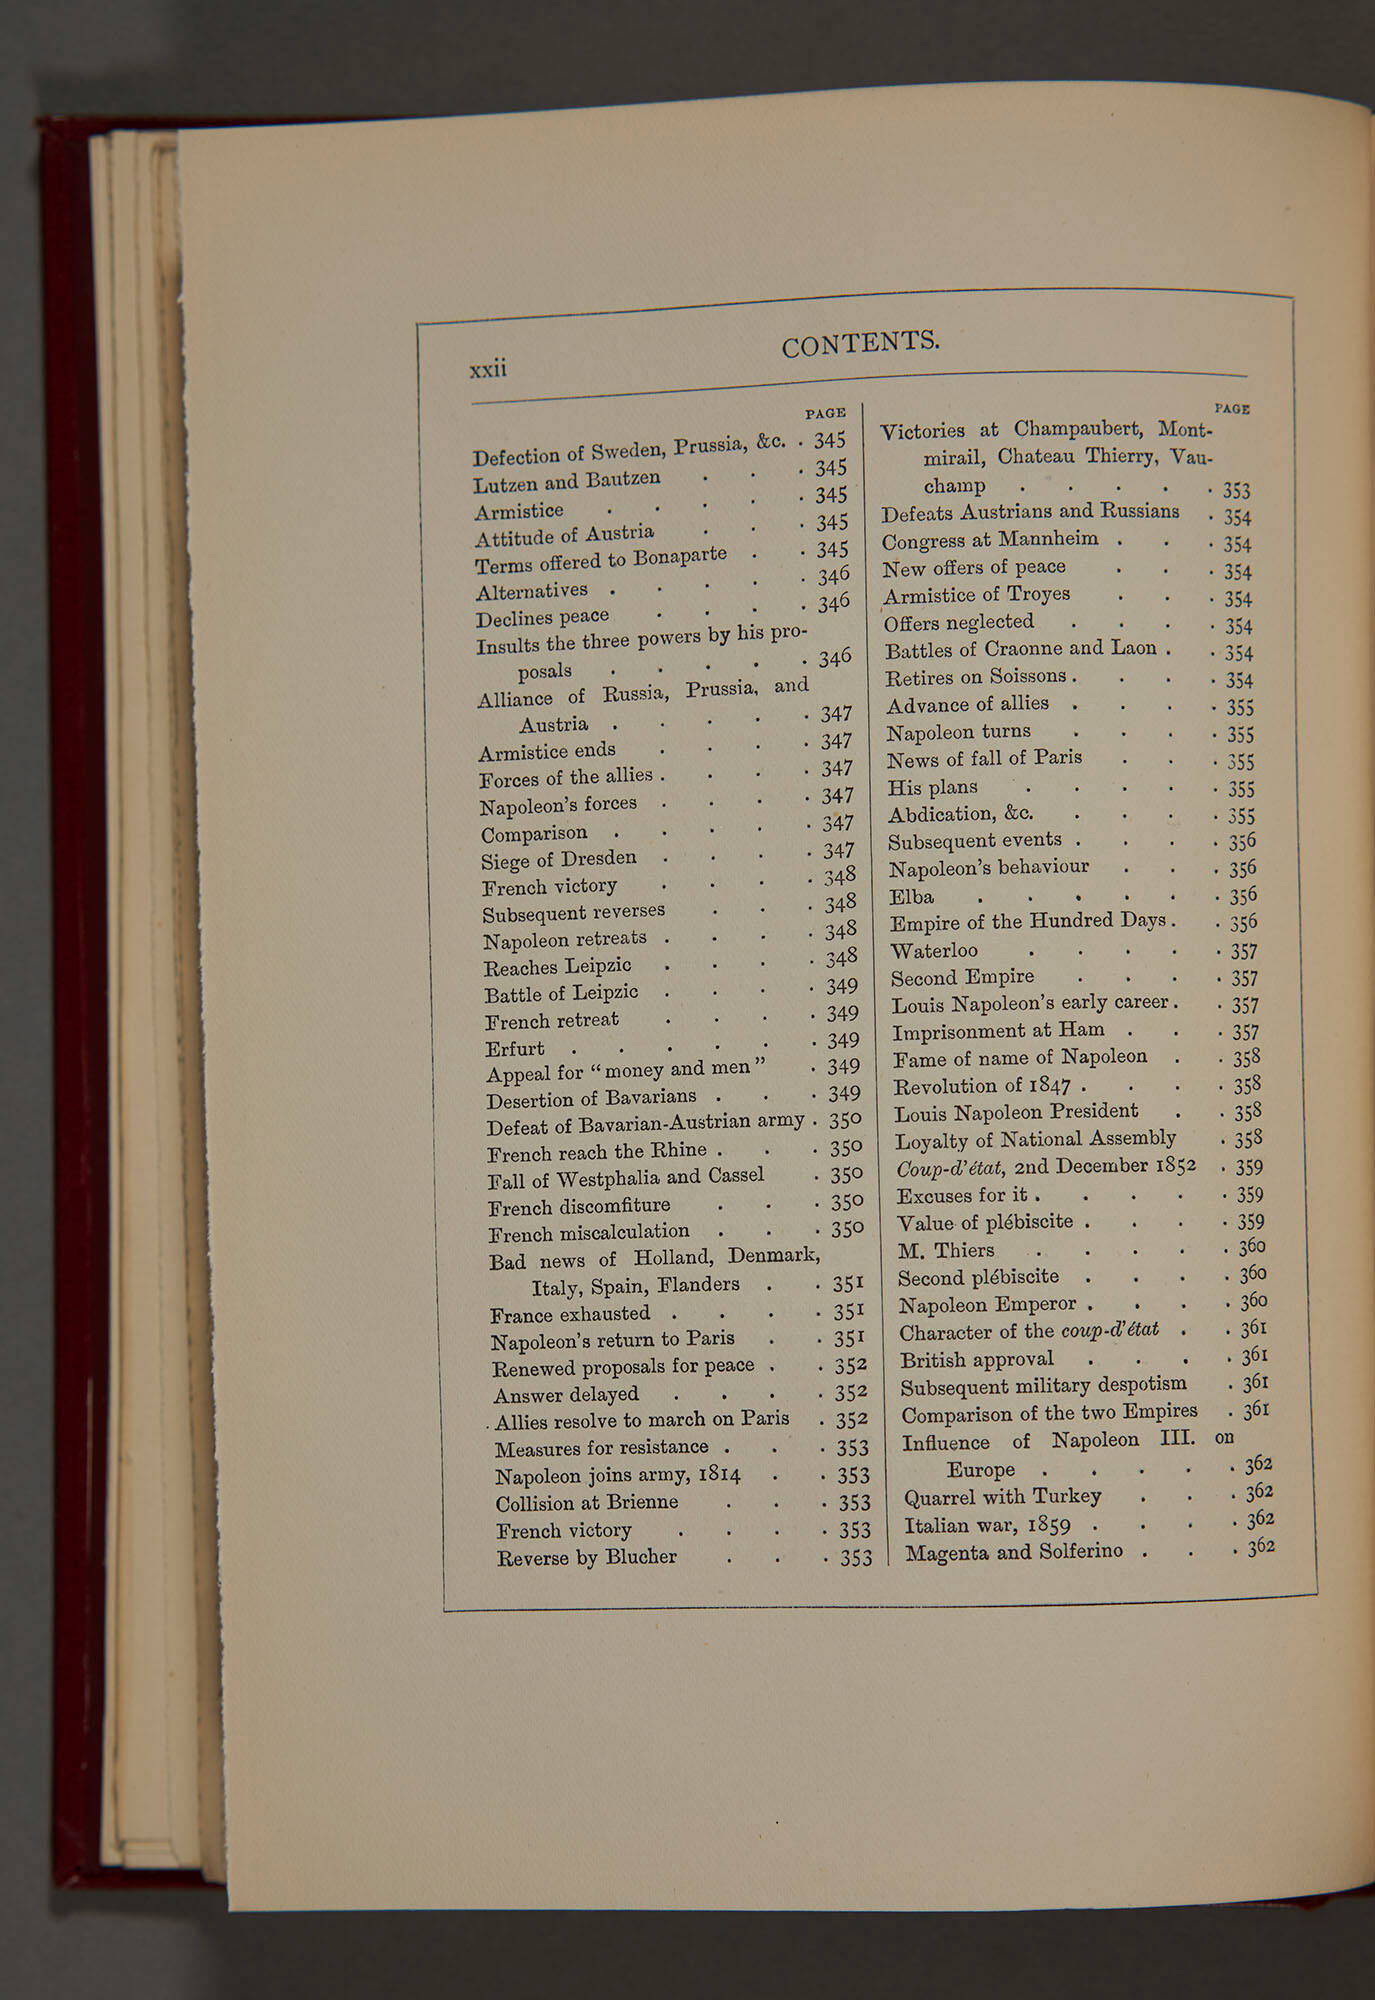 xxii
CONTENTS.
PAGE
Defection of Sweden, Prussia, &c. . 345
Lutzen and Bautzen . . . 345
Armistice . . . . . 345
Attitude of Austria . . . 345
Terms offered to Bonaparte . . 345
Alternatives . . . . . 346
Declines peace . . . . 346
Insults the three powers by his pro-
posals . . . . . 346
Alliance of Russia, Prussia, and
Austria . . . . . 347
Armistice ends . . . . 347
Forces of the allies . . . . 347
Napoleon's forces . . . . 347
Comparison . . . . . 347
Siege of Dresden . . . . 347
French victory . . . . 348
Subsequent reverses . . . 348
Napoleon retreats . . . . 348
Reaches Leipzic . . . . 348
Battle of Leipzic . . . . 349
French retreat . . . . 349
Erfurt . . . . . . 349
Appeal for “money and men” . 349
Desertion of Bavarians . . . 349
Defeat of Bavarian-Austrian army . 350
French reach the Rhine . . . 350
Fall of Westphalia and Cassel . 350
French discomfiture . . . 350
French miscalculation . . . 350
Bad news of Holland, Denmark,
Italy, Spain, Flanders . . 351
France exhausted . . . . 351
Napoleon's return to Paris . . 351
Renewed proposals for peace . . 352
Answer delayed . . . . 352
Allies resolve to march on Paris . 352
Measures for resistance . . . 353
Napoleon joins army, 1814 . . 353
Collision at Brienne . . . 353
French victory . . . . 353
Reverse by Blucher . . . 353
PAGE
Victories at Champaubert, Mont-
mirail, Chateau Thierry, Vau-
champ . . . . . 353
Defeats Austrians and Russians . 354
Congress at Mannheim . . . 354
New offers of peace . . . 354
Armistice of Troyes . . . 354
Offers neglected . . . . 354
Battles of Craonne and Laon . . 354
Retires on Soissons . . . . 354
Advance of allies . . . . 355
Napoleon turns . . . . 355
News of fall of Paris . . . 355
His plans . . . . . 355
Abdication, &c. . . . . 355
Subsequent events . . . . 356
Napoleon's behaviour . . . 356
Elba . . . . . . 356
Empire of the Hundred Days . . 356
Waterloo . . . . . 357
Second Empire . . . . 357
Louis Napoleon's early career . . 357
Imprisonment at Ham . . . 357
Fame of name of Napoleon . . 358
Revolution of 1847 . . . . 358
Louis Napoleon President . . 358
Loyalty of National Assembly . 358
Coup-d'état, 2nd December 1852 . 359
Excuses for it . . . . . 359
Value of plébiscite . . . . 359
M. Thiers . . . . . 360
Second plébiscite . . . . 360
Napoleon Emperor . . . . 360
Character of the coup-d'état . . 361
British approval . . . . 361
Subsequent military despotism . 361
Comparison of the two Empires . 361
Influence of Napoleon III. on
Europe . . . . . 362
Quarrel with Turkey . . . 362
Italian war, 1859 . . . . 362
Magenta and Solferino . . . 362